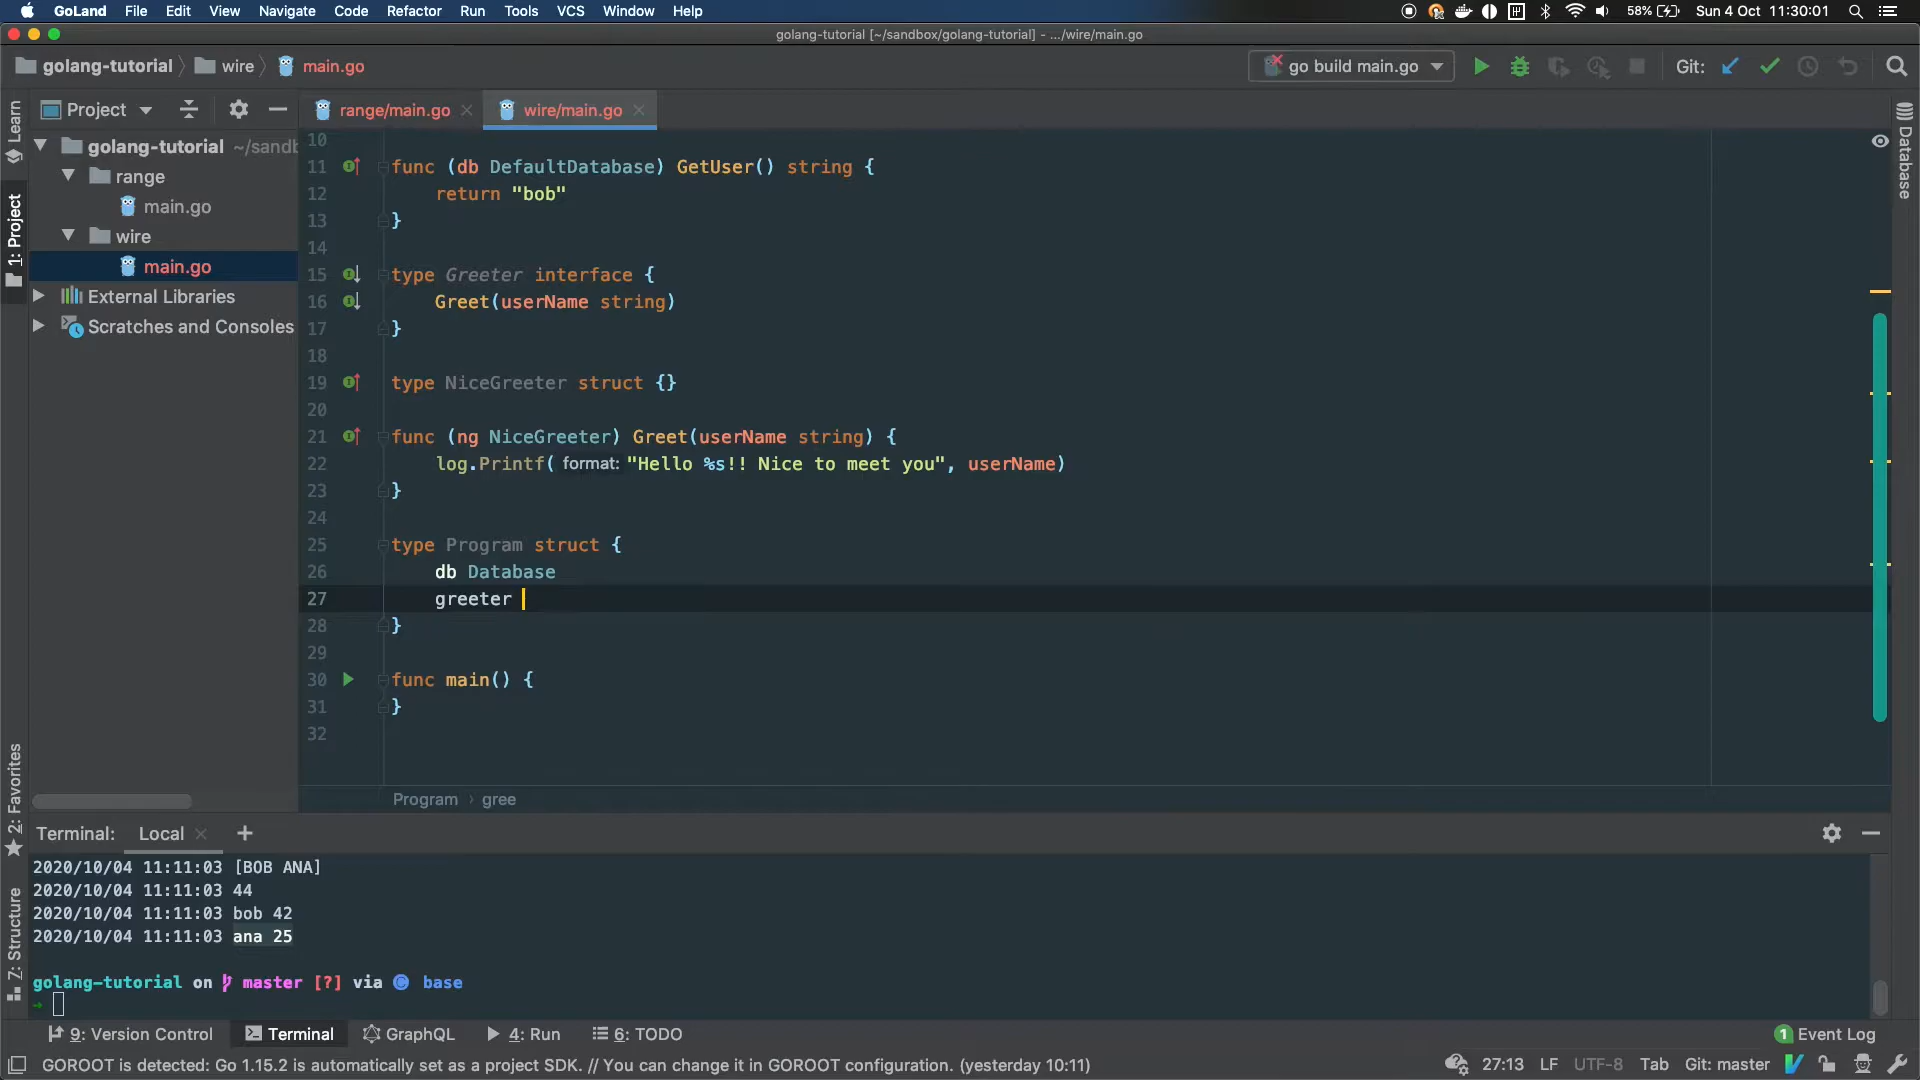 GoLand File Edit View Navigate Code Refactor Run Tools VCS Window Help 58% Sun 4 Oct 11:30:01
golang-tutorial [~/sandbox/golang-tutorial] - .../wire/main.go
golang-tutorial wire main.go go build main.go Git:
Learn
1: Project
2: Favorites
7: Structure
Database
Project
range/main.go
wire/main.go
golang-tutorial ~/sandb
range
main.go
wire
main.go
External Libraries
Scratches and Consoles
10
11 func (db DefaultDatabase) GetUser() string {
12 return "bob"
13 }
14
15 type Greeter interface {
16 Greet(userName string)
17 }
18
19 type NiceGreeter struct {}
20
21 func (ng NiceGreeter) Greet(userName string) {
22 log.Printf( format: "Hello %s!! Nice to meet you", userName)
23 }
24
25 type Program struct {
26 db Database
27 greeter
28 }
29
30 func main() {
31 }
32
Program › gree
Terminal: Local +
2020/10/04 11:11:03 [BOB ANA]
2020/10/04 11:11:03 44
2020/10/04 11:11:03 bob 42
2020/10/04 11:11:03 ana 25
golang-tutorial on master [?] via C base
→
9: Version Control Terminal GraphQL 4: Run 6: TODO 1 Event Log
GOROOT is detected: Go 1.15.2 is automatically set as a project SDK. // You can change it in GOROOT configuration. (yesterday 10:11) 27:13 LF UTF-8 Tab Git: master